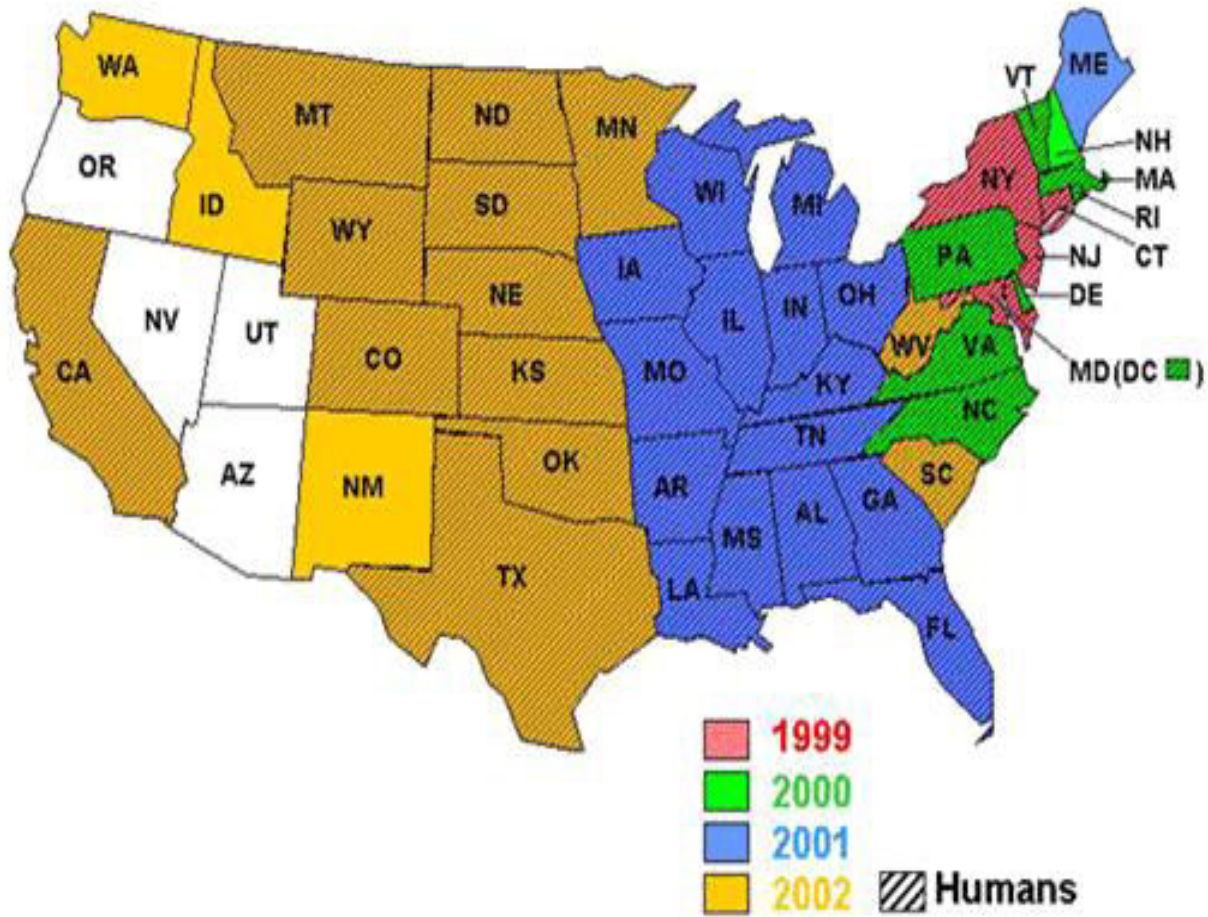 WA
MT
ND
MN
VT
ME
OR
ID
WY
SD
WI
MI
NY
NH
MA
RI
CT
NJ
DE
PA
NV
UT
CA
CO
NE
KS
IA
IL
IN
OH
MO
KY
WV
VA
MD(DC )
NC
AZ
NM
OK
AR
TN
SC
TX
LA
MS
AL
GA
FL
1999
2000
2001
2002
Humans